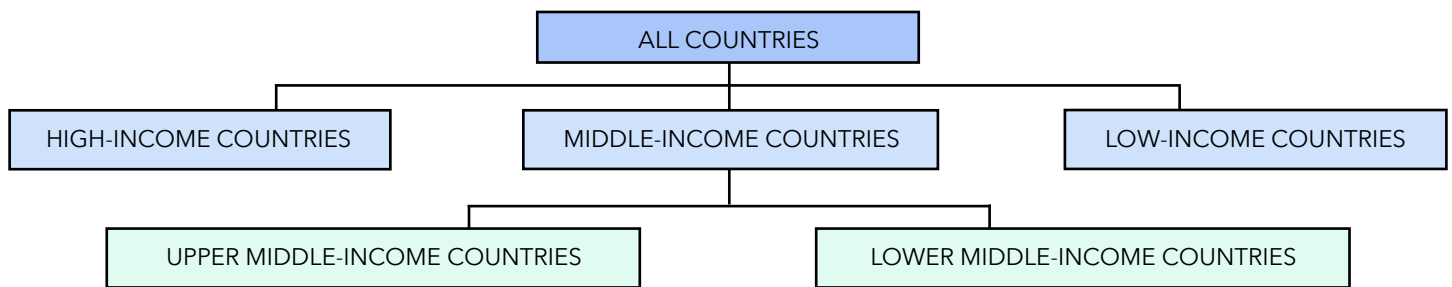 ALL COUNTRIES
HIGH-INCOME COUNTRIES
MIDDLE-INCOME COUNTRIES
LOW-INCOME COUNTRIES
UPPER MIDDLE-INCOME COUNTRIES
LOWER MIDDLE-INCOME COUNTRIES